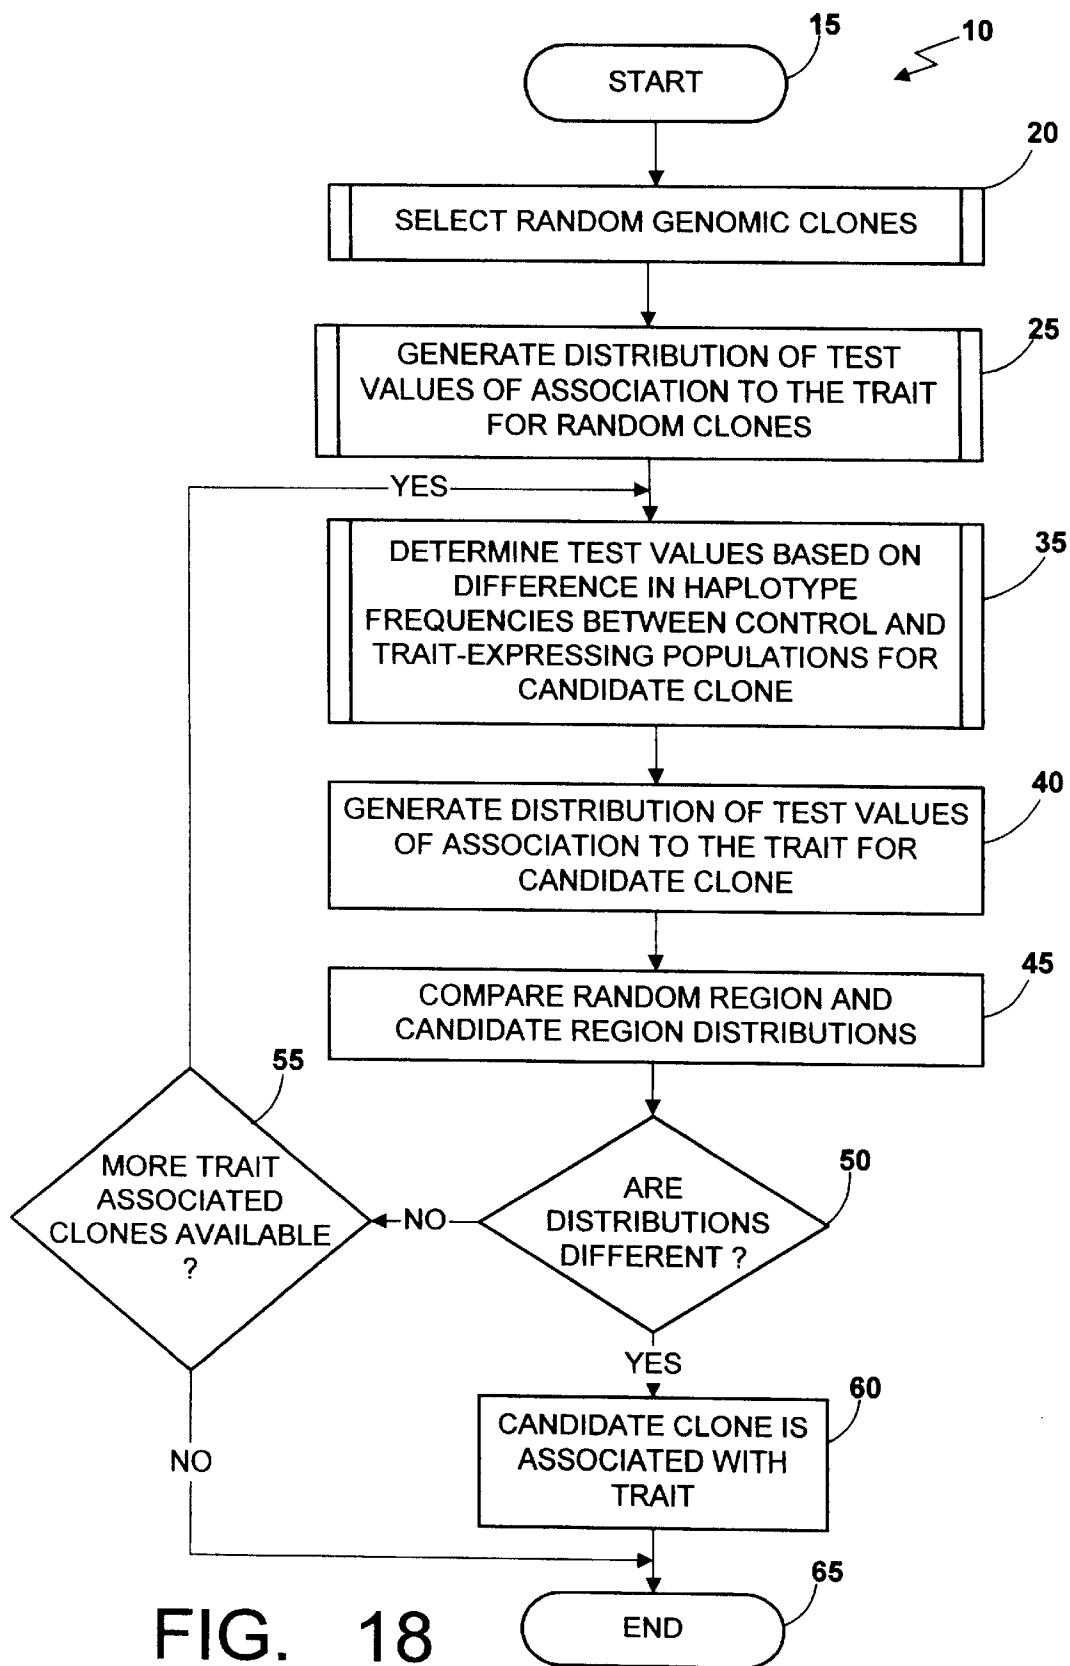 15
10
START
20
SELECT RANDOM GENOMIC CLONES
25
GENERATE DISTRIBUTION OF TEST
VALUES OF ASSOCIATION TO THE TRAIT
FOR RANDOM CLONES
YES
35
DETERMINE TEST VALUES BASED ON
DIFFERENCE IN HAPLOTYPE
FREQUENCIES BETWEEN CONTROL AND
TRAIT-EXPRESSING POPULATIONS FOR
CANDIDATE CLONE
40
GENERATE DISTRIBUTION OF TEST VALUES
OF ASSOCIATION TO THE TRAIT FOR
CANDIDATE CLONE
45
COMPARE RANDOM REGION AND
CANDIDATE REGION DISTRIBUTIONS
55
MORE TRAIT
ASSOCIATED
CLONES AVAILABLE
?
NO
50
ARE
DISTRIBUTIONS
DIFFERENT ?
YES
60
CANDIDATE CLONE IS
ASSOCIATED WITH
TRAIT
NO
65
END
FIG. 18